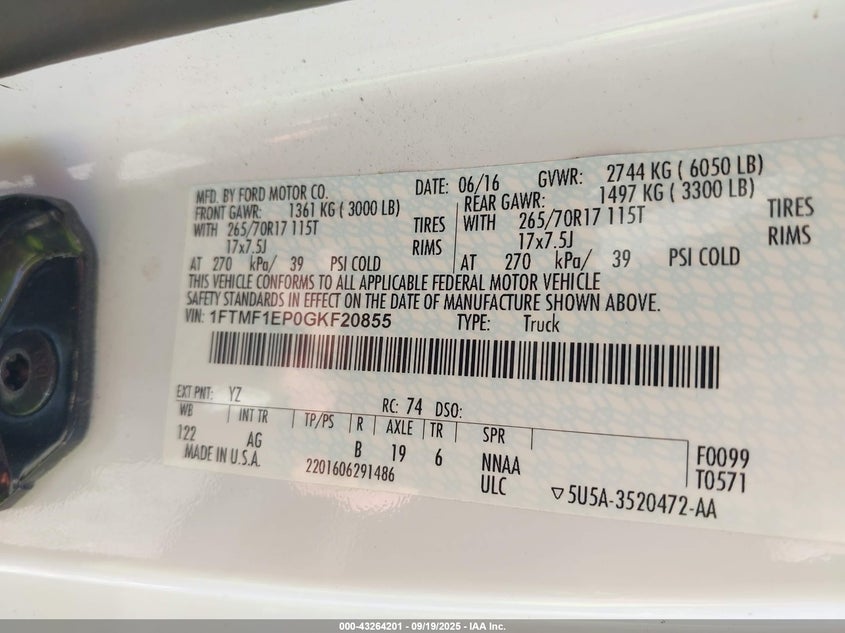 MFD. BY FORD MOTOR CO. DATE: 06/16 GVWR: 2744 KG ( 6050 LB)
FRONT GAWR: 1361 KG ( 3000 LB) REAR GAWR: 1497 KG ( 3300 LB)
WITH 265/70R17 115T TIRES WITH 265/70R17 115T TIRES
17x7.5J RIMS 17x7.5J RIMS
AT 270 kPa/ 39 PSI COLD AT 270 kPa/ 39 PSI COLD
THIS VEHICLE CONFORMS TO ALL APPLICABLE FEDERAL MOTOR VEHICLE
SAFETY STANDARDS IN EFFECT ON THE DATE OF MANUFACTURE SHOWN ABOVE.
VIN: 1FTMF1EP0GKF20855 TYPE: Truck
EXT PNT: YZ RC: 74 DSO:
WB INT TR TP/PS R AXLE TR SPR
122 AG B 19 6 NNAA F0099
MADE IN U.S.A. 2201606291486 ULC T0571
▽5U5A-3520472-AA
000-43264201 - 09/19/2025 - IAA Inc.